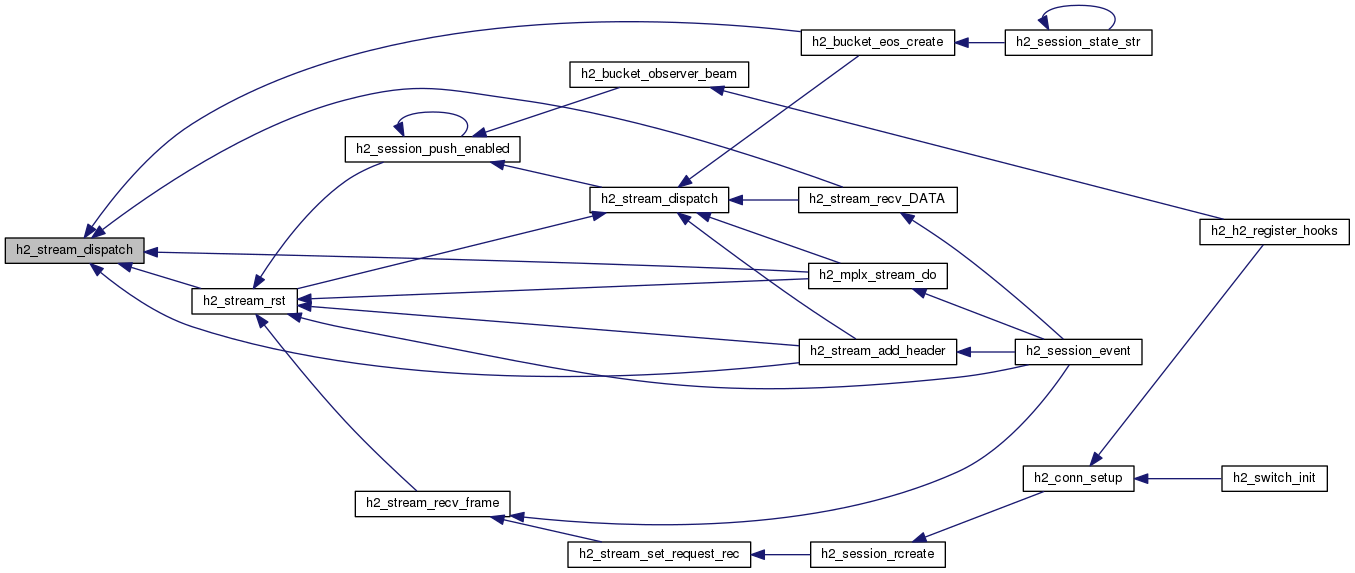 h2_bucket_eos_create
h2_session_state_str
h2_bucket_observer_beam
h2_session_push_enabled
h2_stream_dispatch
h2_stream_recv_DATA
h2_h2_register_hooks
h2_stream_dispatch
h2_mplx_stream_do
h2_stream_rst
h2_stream_add_header
h2_session_event
h2_conn_setup
h2_switch_init
h2_stream_recv_frame
h2_stream_set_request_rec
h2_session_rcreate